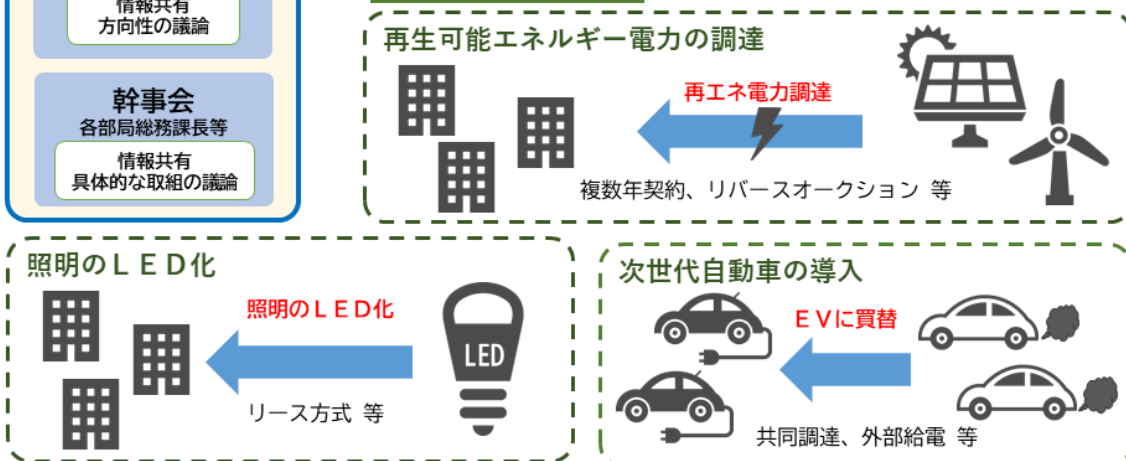 情報共有
方向性の議論
幹事会
各部局総務課長等
情報共有
具体的な取組の議論
再生可能エネルギー電力の調達
再エネ電力調達
複数年契約、リバースオークション 等
照明のＬＥＤ化
照明のＬＥＤ化
LED
リース方式 等
次世代自動車の導入
ＥＶに買替
共同調達、外部給電 等